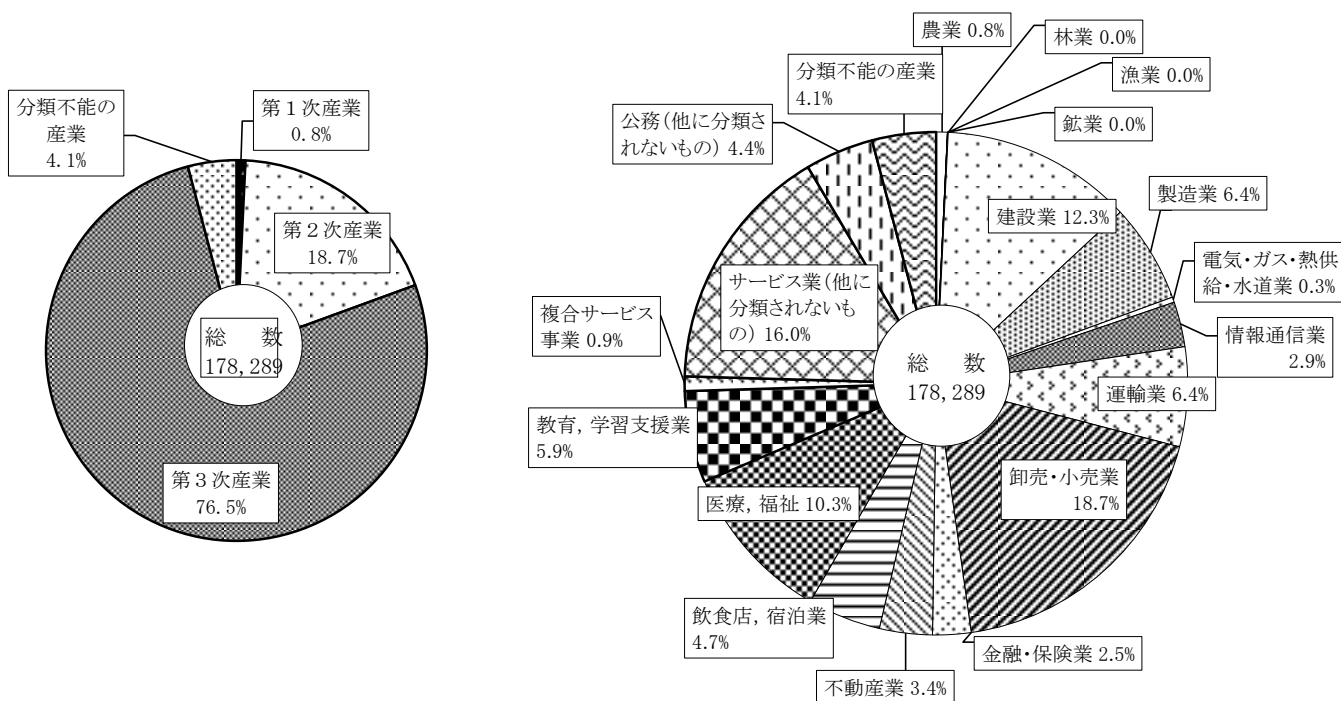 分類不能の
産業
4.1%
第1次産業
0.8%
第2次産業
18.7%
総 数
178,289
第3次産業
76.5%
農業 0.8%
林業 0.0%
漁業 0.0%
鉱業 0.0%
建設業 12.3%
製造業 6.4%
電気・ガス・熱供
給・水道業 0.3%
情報通信業
2.9%
運輸業 6.4%
卸売・小売業
18.7%
金融・保険業 2.5%
不動産業 3.4%
飲食店, 宿泊業
4.7%
医療, 福祉 10.3%
教育, 学習支援業
5.9%
複合サービス
事業 0.9%
サービス業(他に
分類されないも
の) 16.0%
公務(他に分類さ
れないもの) 4.4%
分類不能の産業
4.1%
総 数
178,289